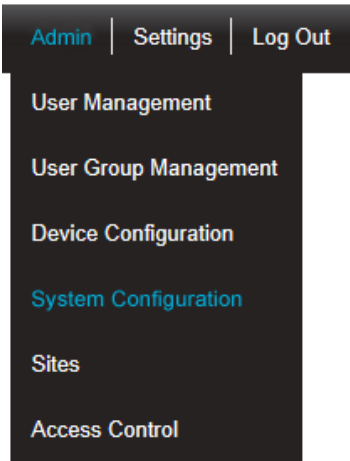 Admin | Settings | Log Out
User Management
User Group Management
Device Configuration
System Configuration
Sites
Access Control